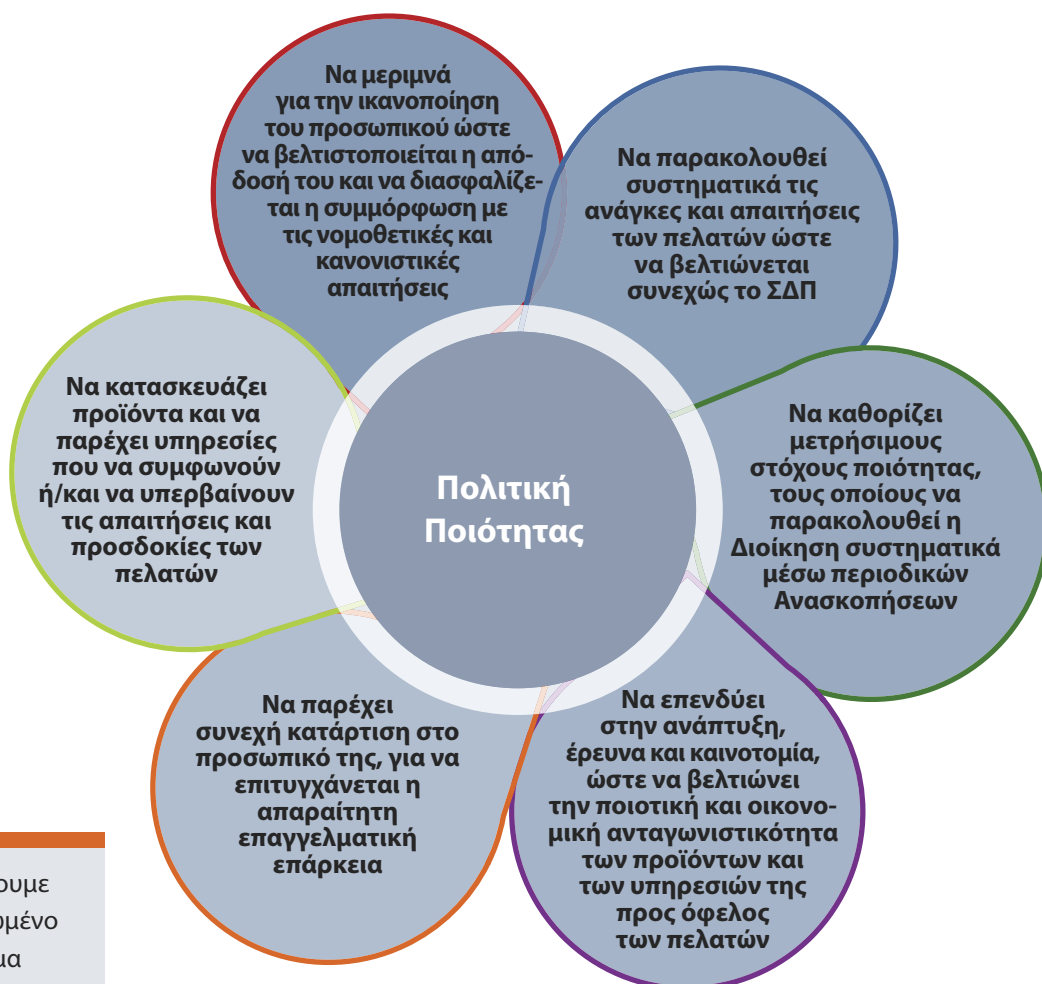 Να μεριμνά
για την ικανοποίηση
του προσωπικού ώστε
να βελτιστοποιείται η από-
δοσή του και να διασφαλίζε-
ται η συμμόρφωση με
τις νομοθετικές και
κανονιστικές
απαιτήσεις
Να παρακολουθεί
συστηματικά τις
ανάγκες και απαιτήσεις
των πελατών ώστε
να βελτιώνεται
συνεχώς το ΣΔΠ
Να καθορίζει
μετρήσιμους
στόχους ποιότητας,
τους οποίους να
παρακολουθεί η
Διοίκηση συστηματικά
μέσω περιοδικών
Ανασκοπήσεων
Να επενδύει
στην ανάπτυξη,
έρευνα και καινοτομία,
ώστε να βελτιώνει
την ποιοτική και οικονο-
μική ανταγωνιστικότητα
των προϊόντων και
των υπηρεσιών της
προς όφελος
των πελατών
Να παρέχει
συνεχή κατάρτιση στο
προσωπικό της, για να
επιτυγχάνεται η
απαραίτητη
επαγγελματική
επάρκεια
Να κατασκευάζει
προϊόντα και να
παρέχει υπηρεσίες
που να συμφωνούν
ή/και να υπερβαίνουν
τις απαιτήσεις και
προσδοκίες των
πελατών
Πολιτική
Ποιότητας